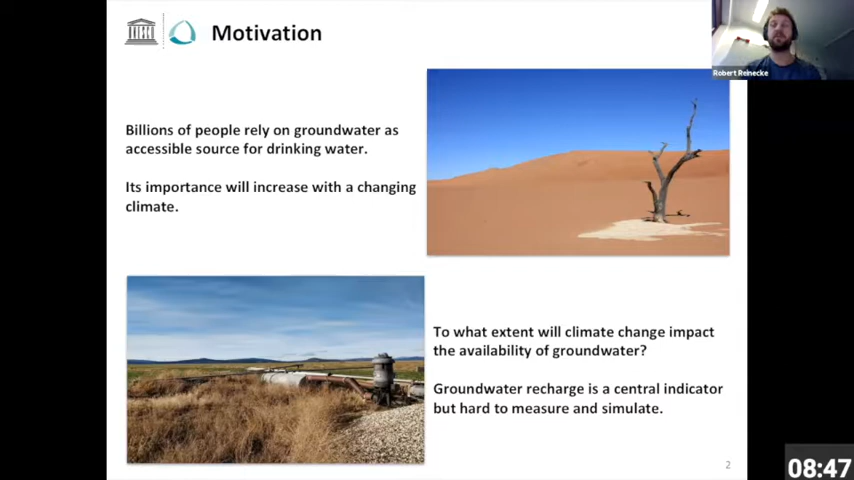 Motivation
Robert Reinecke
Billions of people rely on groundwater as
accessible source for drinking water.
Its importance will increase with a changing
climate.
To what extent will climate change impact
the availability of groundwater?
Groundwater recharge is a central indicator
but hard to measure and simulate.
2
08:47